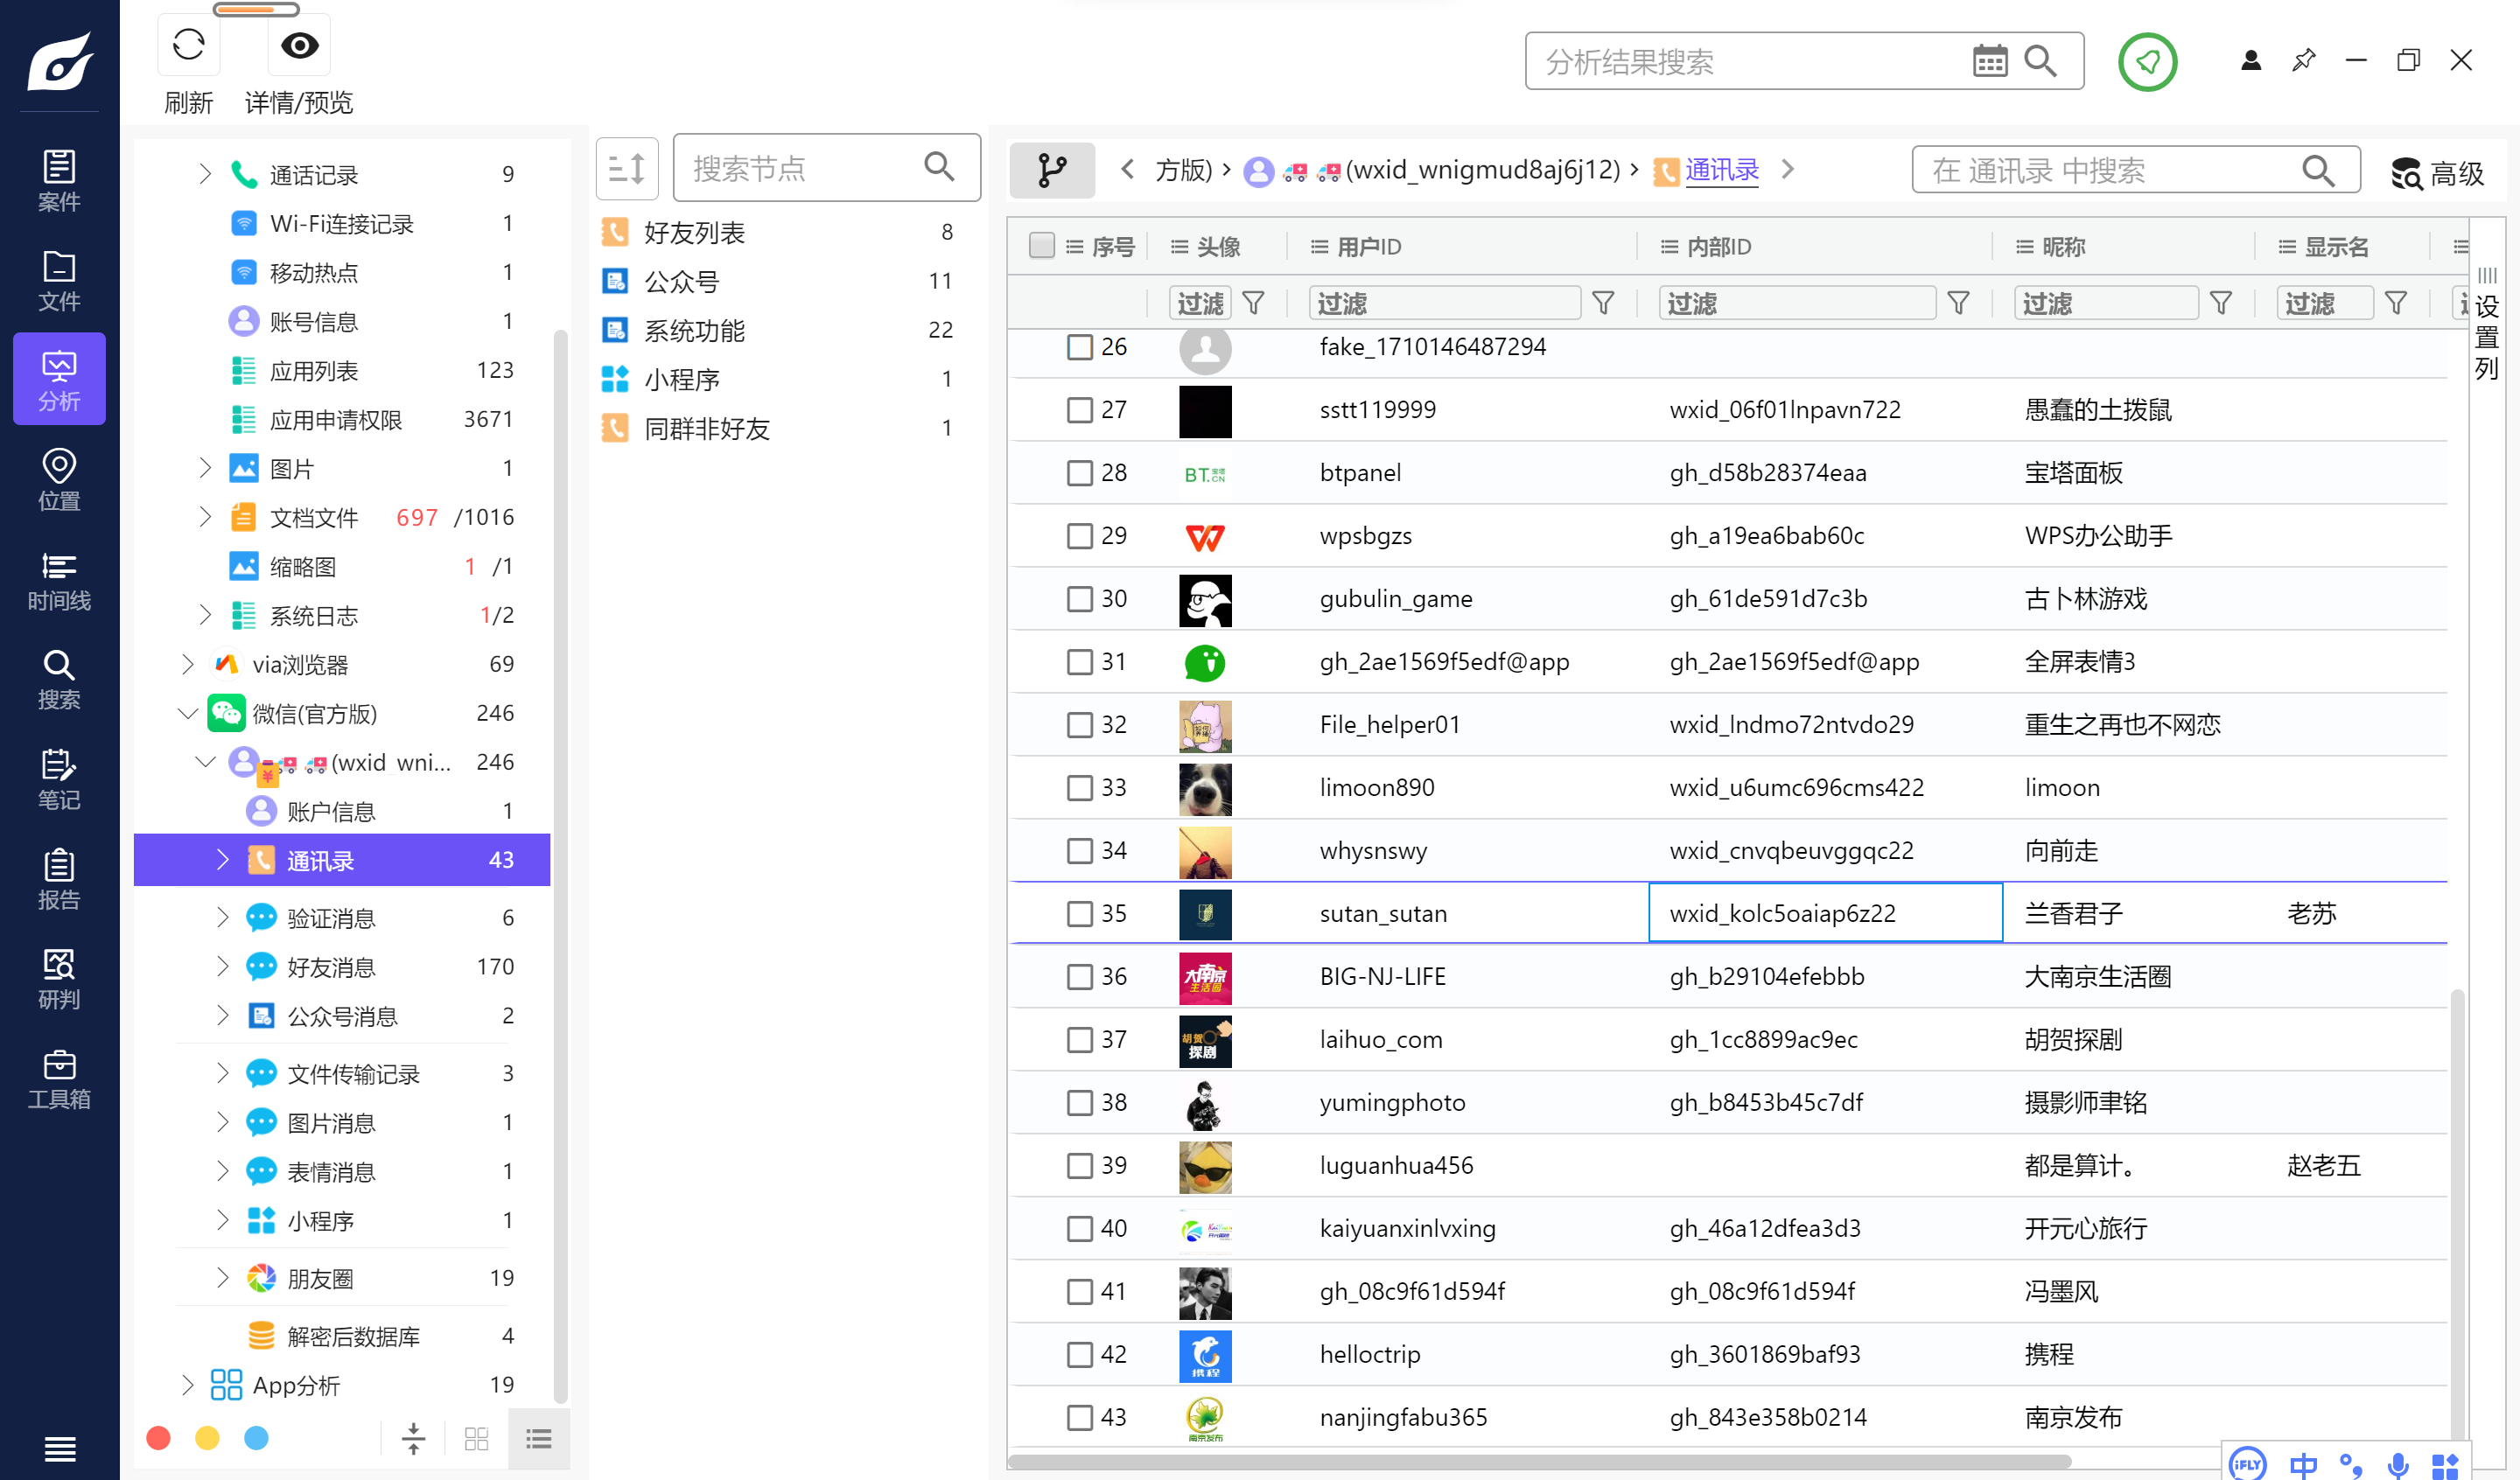 刷新
详情/预览
分析结果搜索
案件
文件
分析
位置
时间线
搜索
笔记
报告
研判
工具箱
通话记录 9
Wi-Fi连接记录 1
移动热点 1
账号信息 1
应用列表 123
应用申请权限 3671
图片 1
文档文件 697 /1016
缩略图 1 /1
系统日志 1/2
via浏览器 69
微信(官方版) 246
(wxid_wni... 246
账户信息 1
通讯录 43
验证消息 6
好友消息 170
公众号消息 2
文件传输记录 3
图片消息 1
表情消息 1
小程序 1
朋友圈 19
解密后数据库 4
App分析 19
搜索节点
好友列表 8
公众号 11
系统功能 22
小程序 1
同群非好友 1
方版) (wxid_wnigmud8aj6j12) 通讯录
在 通讯录 中搜索
高级
序号 头像 用户ID 内部ID 昵称 显示名
过滤 过滤 过滤 过滤 过滤
设置列
26 fake_1710146487294
27 sstt119999 wxid_06f01lnpavn722 愚蠢的土拨鼠
28 BT.CN 宝塔 btpanel gh_d58b28374eaa 宝塔面板
29 wpsbgzs gh_a19ea6bab60c WPS办公助手
30 gubulin_game gh_61de591d7c3b 古卜林游戏
31 gh_2ae1569f5edf@app gh_2ae1569f5edf@app 全屏表情3
32 File_helper01 wxid_lndmo72ntvdo29 重生之再也不网恋
33 limoon890 wxid_u6umc696cms422 limoon
34 whysnswy wxid_cnvqbeuvggqc22 向前走
35 sutan_sutan wxid_kolc5oaiap6z22 兰香君子 老苏
36 大南京生活圈 BIG-NJ-LIFE gh_b29104efebbb 大南京生活圈
37 胡贺探剧 laihuo_com gh_1cc8899ac9ec 胡贺探剧
38 yumingphoto gh_b8453b45c7df 摄影师聿铭
39 luguanhua456 都是算计。 赵老五
40 kaiyuanxinlvxing gh_46a12dfea3d3 开元心旅行
41 gh_08c9f61d594f gh_08c9f61d594f 冯墨风
42 携程 helloctrip gh_3601869baf93 携程
43 南京发布 nanjingfabu365 gh_843e358b0214 南京发布
iFLY 中